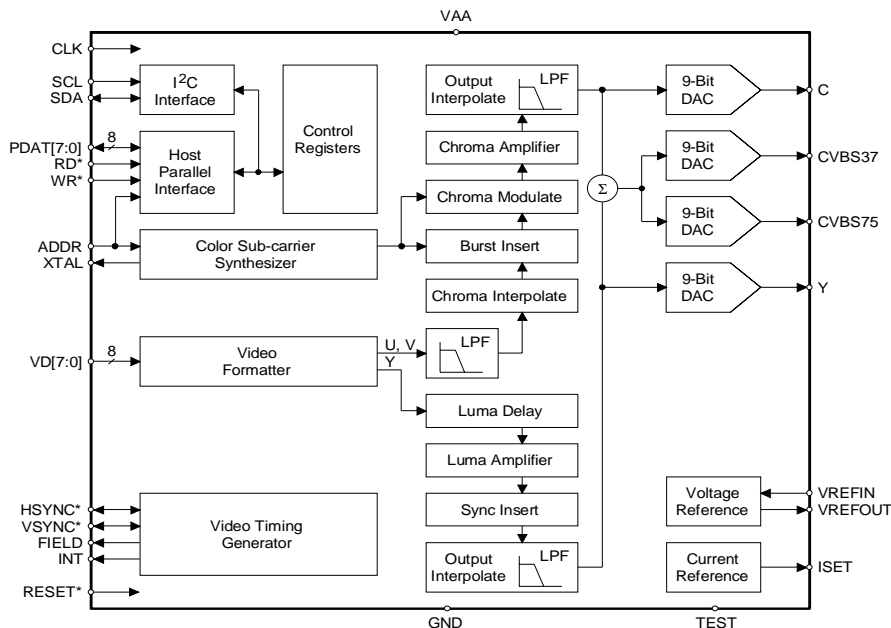 VAA
CLK
SCL
SDA
I2C
Interface
PDAT[7:0]
8
RD*
WR*
Host
Parallel
Interface
Control
Registers
ADDR
XTAL
Color Sub-carrier
Synthesizer
VD[7:0]
8
Video
Formatter
U, V
Y
HSYNC*
VSYNC*
FIELD
INT
Video Timing
Generator
RESET*
Output
Interpolate
LPF
Chroma Amplifier
Chroma Modulate
Burst Insert
Chroma Interpolate
LPF
Luma Delay
Luma Amplifier
Sync Insert
Output
Interpolate
LPF
Σ
9-Bit
DAC
C
9-Bit
DAC
CVBS37
9-Bit
DAC
CVBS75
9-Bit
DAC
Y
Voltage
Reference
VREFIN
VREFOUT
Current
Reference
ISET
GND
TEST